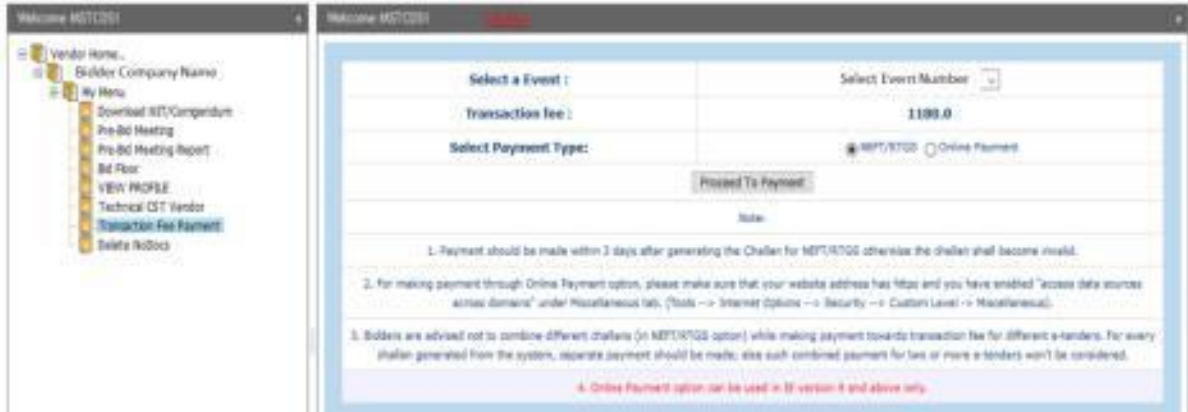 Welcome MSTC051
Vendor Home..
Bidder Company Name
My Menu
Download NIT/Corrigendum
Pre-Bid Meeting
Pre-Bid Meeting Report
Bid Floor
VIEW PROFILE
Technical CST Vendor
Transaction Fee Payment
Delete NoDocs
Welcome MSTC051
Select a Event :
Select Event Number
Transaction fee :
1180.0
Select Payment Type:
NEFT/RTGS Online Payment
Proceed To Payment
Note:
1. Payment should be made within 3 days after generating the Challan for NEFT/RTGS otherwise the challan shall become invalid.
2. For making payment through Online Payment option, please make sure that your website address has https and you have enabled "access data sources
across domains" under Miscellaneous tab. (Tools --> Internet Options --> Security --> Custom Level -> Miscellaneous).
3. Bidders are advised not to combine different challans (in NEFT/RTGS option) while making payment towards transaction fee for different e-tenders. For every
challan generated from the system, separate payment should be made; else such combined payment for two or more e-tenders won't be considered.
4. Online Payment option can be used in IE version 9 and above only.